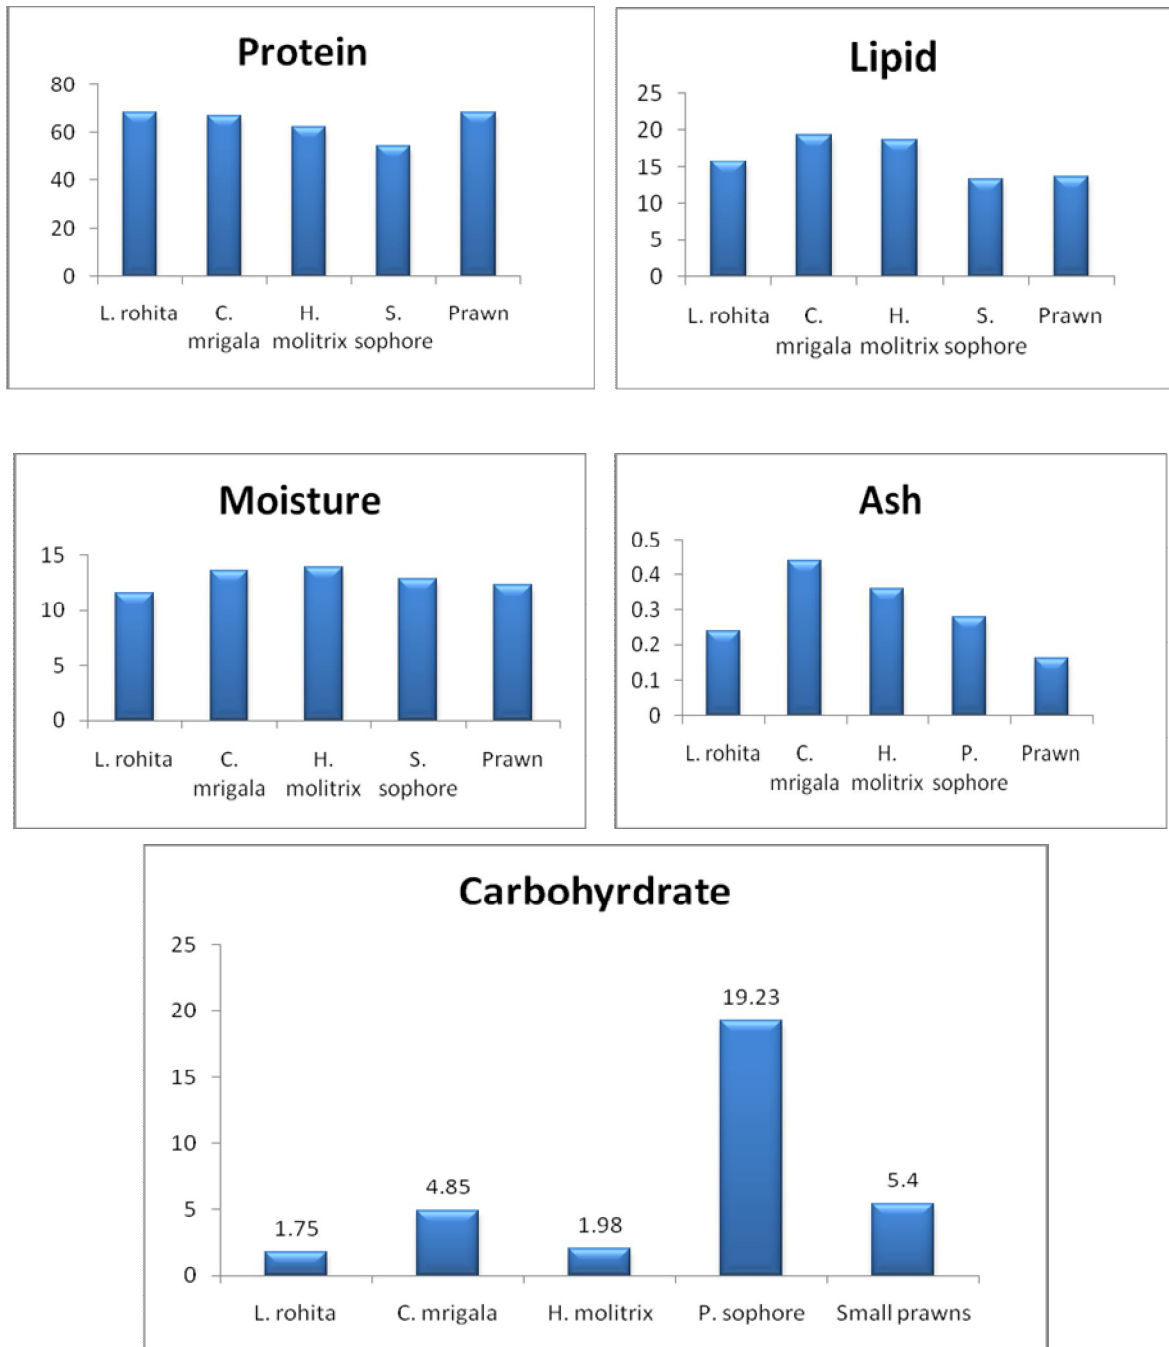 Protein
80
60
40
20
0
L. rohita C. H. S. Prawn
mrigala molitrix sophore
Lipid
25
20
15
10
5
0
L. rohita C. H. S. Prawn
mrigala molitrix sophore
Moisture
15
10
5
0
L. rohita C. H. S. Prawn
mrigala molitrix sophore
Ash
0.5
0.4
0.3
0.2
0.1
0
L. rohita C. H. P. Prawn
mrigala molitrix sophore
Carbohyrdrate
25
20
15
10
5
0
1.75 4.85 1.98 19.23 5.4
L. rohita C. mrigala H. molitrix P. sophore Small prawns